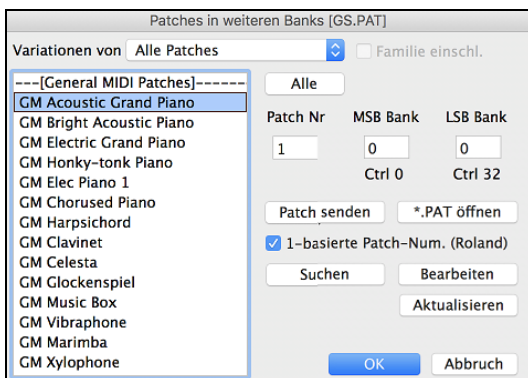 Patches in weiteren Banks [GS.PAT]
Variationen von Alle Patches Familie einschl.
---[General MIDI Patches]------
GM Acoustic Grand Piano
GM Bright Acoustic Piano
GM Electric Grand Piano
GM Honky-tonk Piano
GM Elec Piano 1
GM Chorused Piano
GM Harpsichord
GM Clavinet
GM Celesta
GM Glockenspiel
GM Music Box
GM Vibraphone
GM Marimba
GM Xylophone
Alle
Patch Nr MSB Bank LSB Bank
1 0 0
Ctrl 0 Ctrl 32
Patch senden *.PAT öffnen
1-basierte Patch-Num. (Roland)
Suchen Bearbeiten
Aktualisieren
OK Abbruch